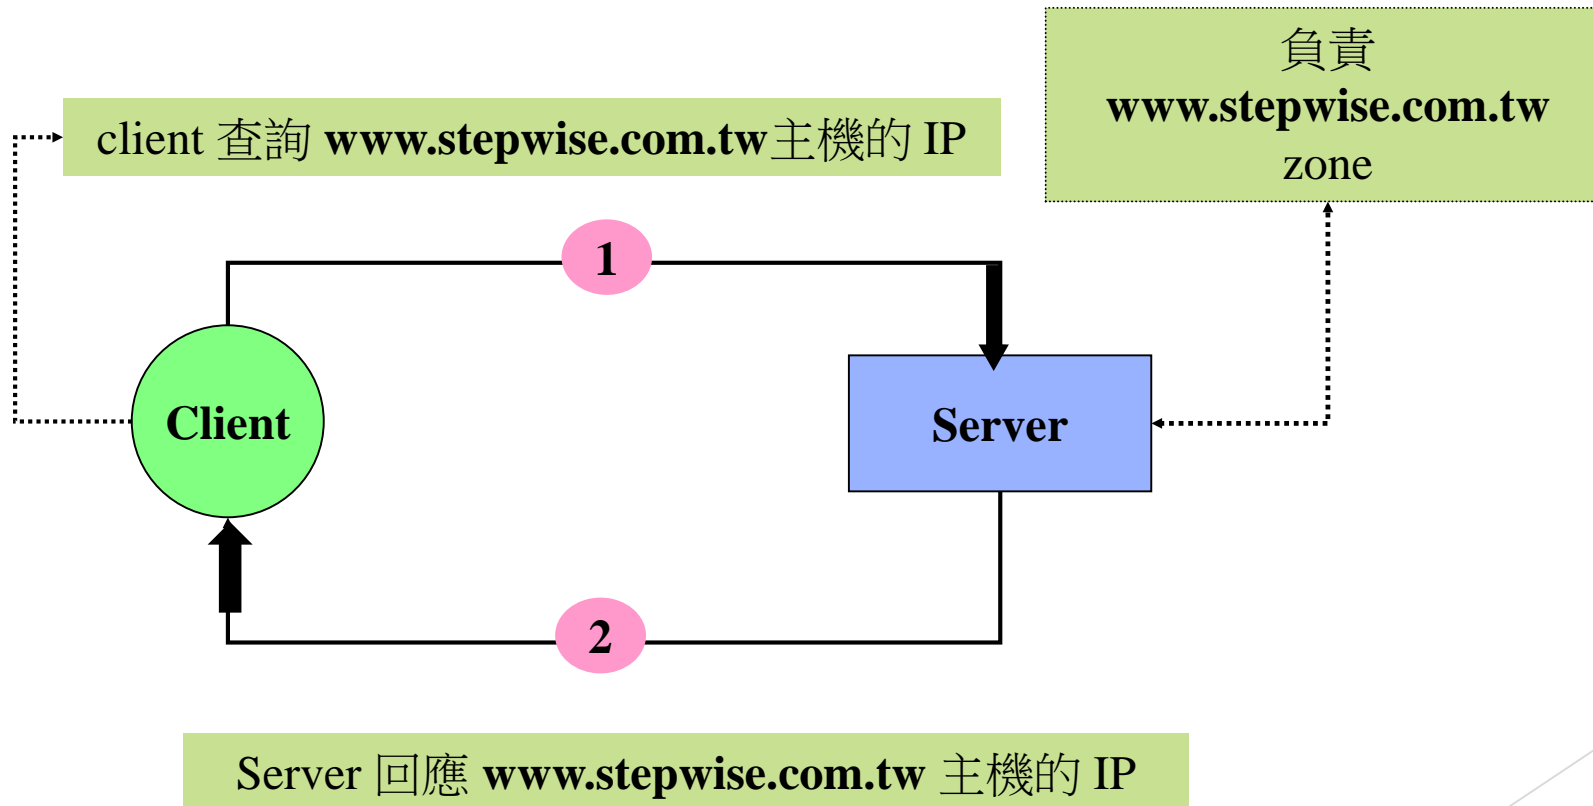 負責
www.stepwise.com.tw
zone
client 查詢 www.stepwise.com.tw主機的 IP
1
Client
Server
2
Server 回應 www.stepwise.com.tw 主機的 IP